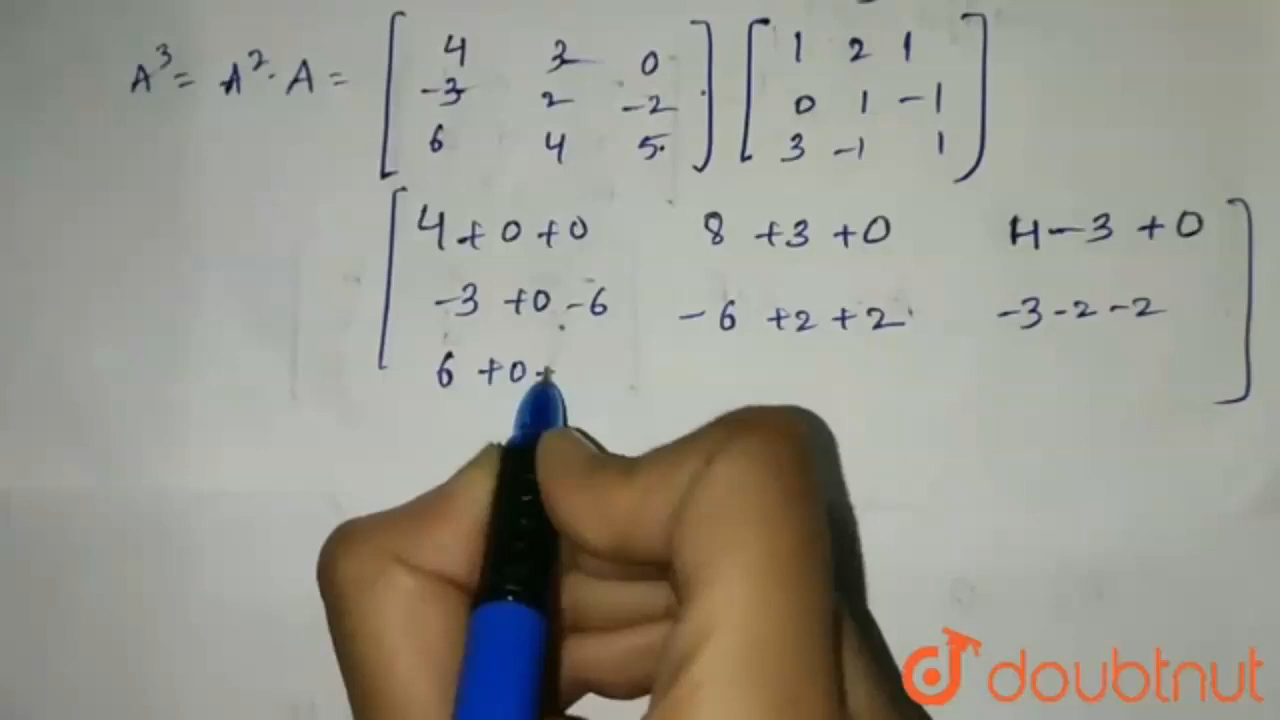 A³ = A² · A = [ 4 3 0 ] [ 1 2 1 ]
[ -3 2 -2 ] [ 0 1 -1 ]
[ 6 4 5 ] [ 3 -1 1 ]
[ 4+0+0 8+3+0 4-3+0 ]
-3+0-6 -6+2+2 -3-2-2
6+0+
doubtnut